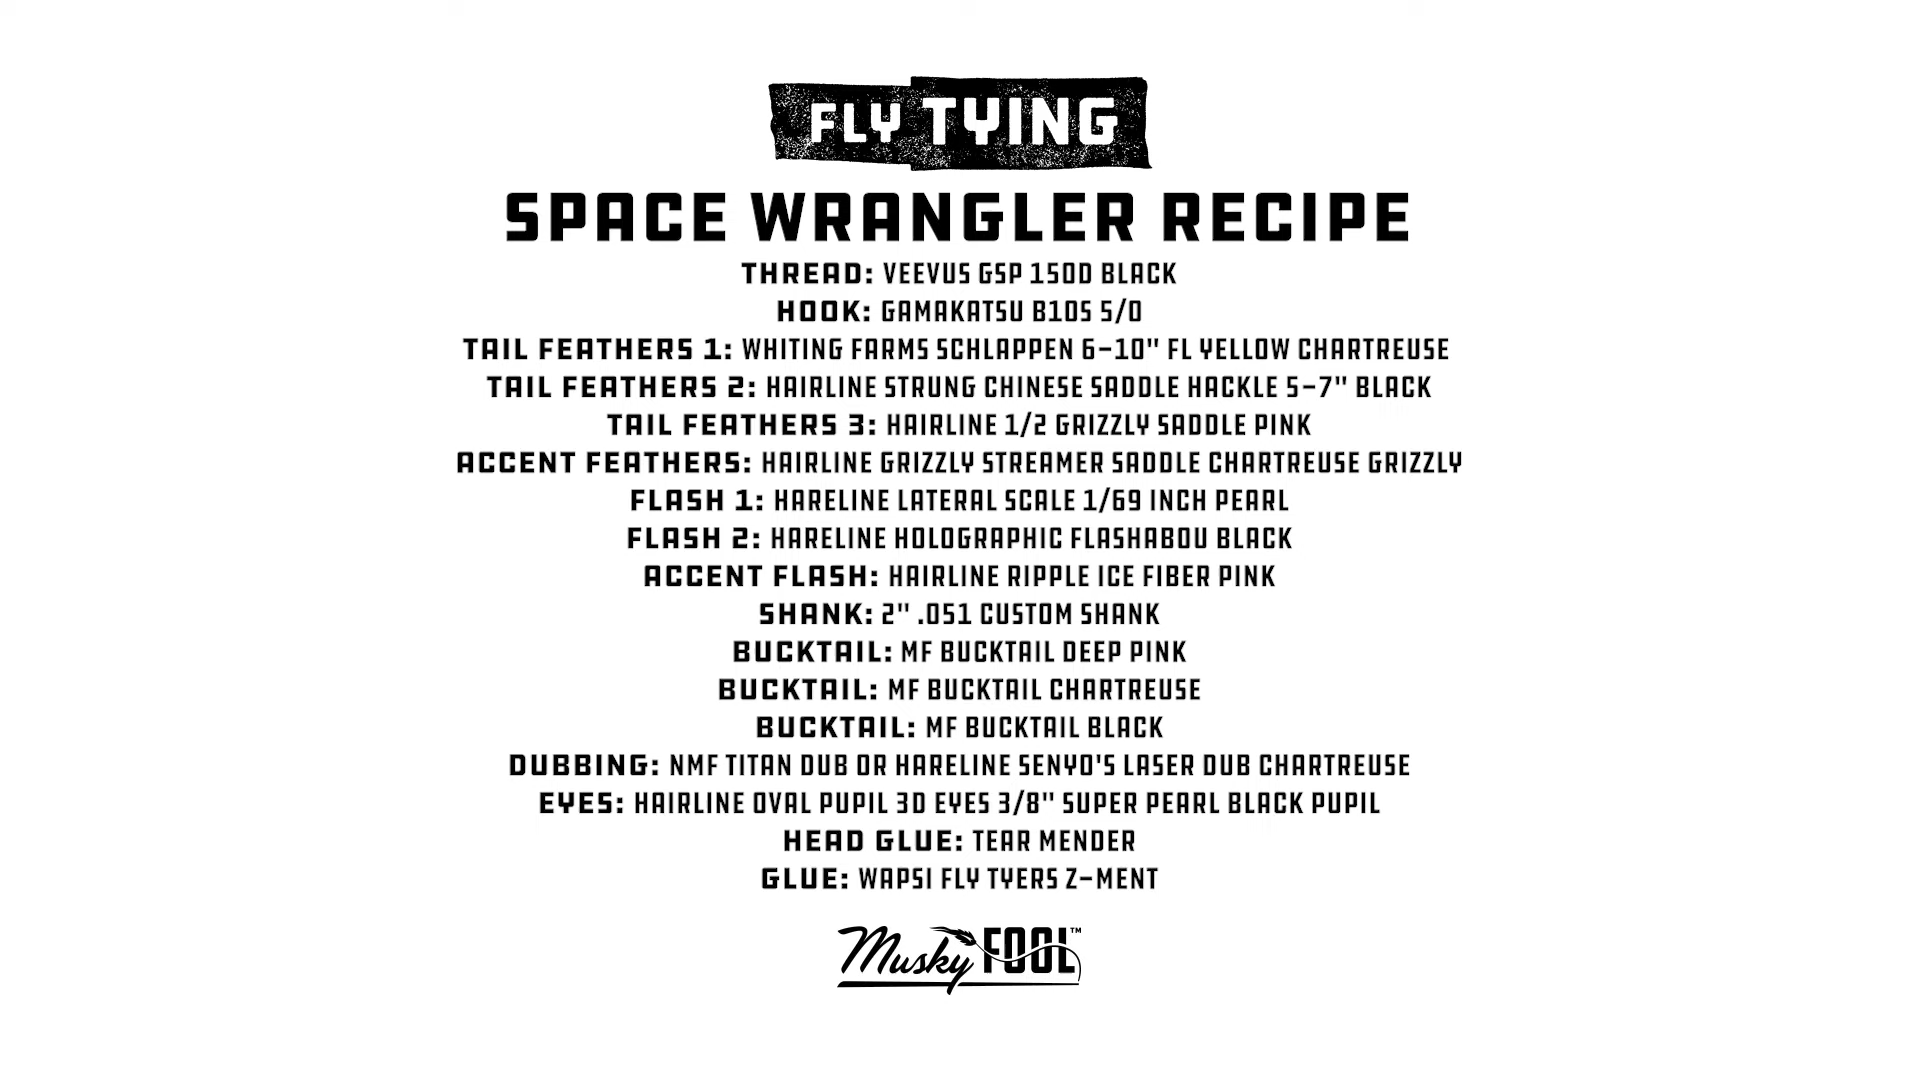 FLY TYING
SPACE WRANGLER RECIPE
THREAD: VEEVUS GSP 150D BLACK
HOOK: GAMAKATSU B10S 5/0
TAIL FEATHERS 1: WHITING FARMS SCHLAPPEN 6-10" FL YELLOW CHARTREUSE
TAIL FEATHERS 2: HAIRLINE STRUNG CHINESE SADDLE HACKLE 5-7" BLACK
TAIL FEATHERS 3: HAIRLINE 1/2 GRIZZLY SADDLE PINK
ACCENT FEATHERS: HAIRLINE GRIZZLY STREAMER SADDLE CHARTREUSE GRIZZLY
FLASH 1: HARELINE LATERAL SCALE 1/69 INCH PEARL
FLASH 2: HARELINE HOLOGRAPHIC FLASHABOU BLACK
ACCENT FLASH: HAIRLINE RIPPLE ICE FIBER PINK
SHANK: 2" .051 CUSTOM SHANK
BUCKTAIL: MF BUCKTAIL DEEP PINK
BUCKTAIL: MF BUCKTAIL CHARTREUSE
BUCKTAIL: MF BUCKTAIL BLACK
DUBBING: NMF TITAN DUB OR HARELINE SENYO'S LASER DUB CHARTREUSE
EYES: HAIRLINE OVAL PUPIL 3D EYES 3/8" SUPER PEARL BLACK PUPIL
HEAD GLUE: TEAR MENDER
GLUE: WAPSI FLY TYERS Z-MENT
Musky FOOL™